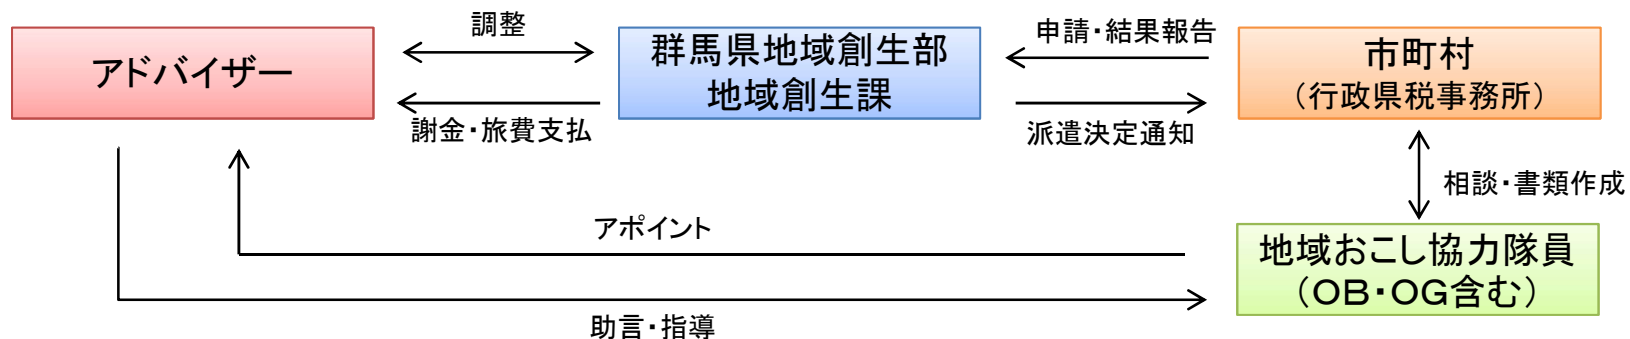 調整
申請・結果報告
アドバイザー
群馬県地域創生部
地域創生課
市町村
（行政県税事務所）
謝金・旅費支払
派遣決定通知
相談・書類作成
アポイント
地域おこし協力隊員
（ＯＢ・ＯＧ含む）
助言・指導